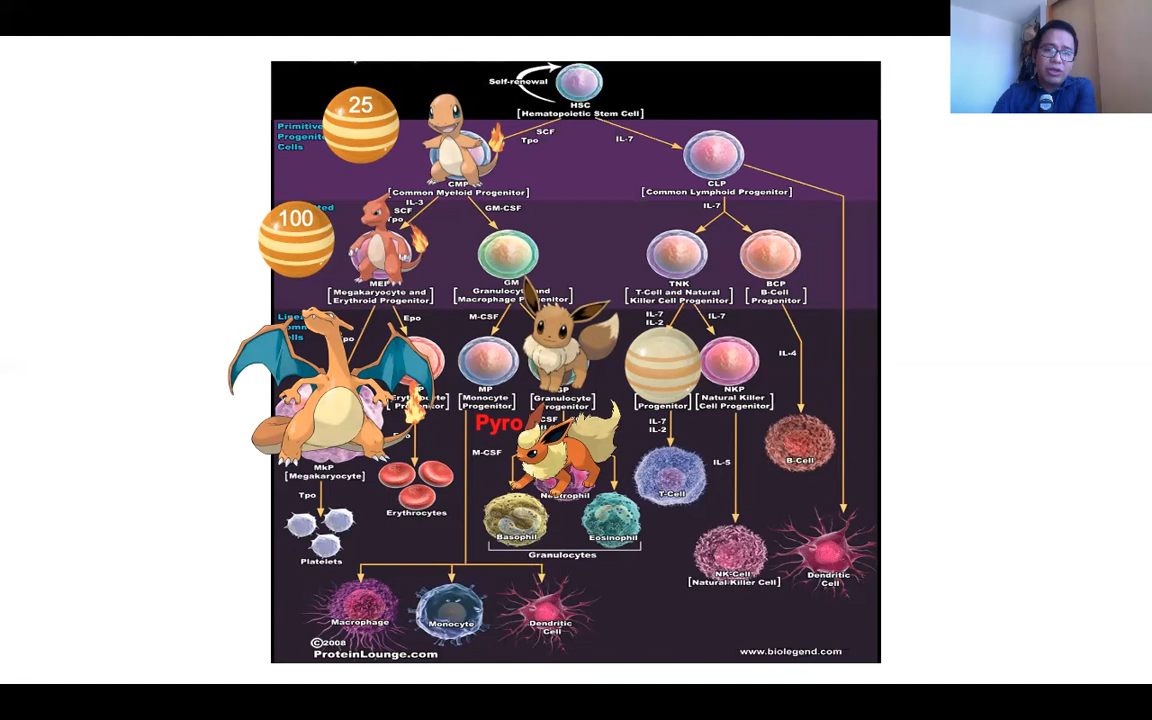 Self-renewal
HSC
[Hematopoietic Stem Cell]
25
Primitive
Progenitor
Cells
SCF
Tpo
IL-7
CMP
[Common Myeloid Progenitor]
CLP
[Common Lymphoid Progenitor]
IL-3
SCF
Tpo
GM-CSF
IL-7
100
MEP
[Megakaryocyte and
Erythroid Progenitor]
GM
[Granulocyte and
Macrophage Progenitor]
TNK
[T-Cell and Natural
Killer Cell Progenitor]
BCP
[B-Cell
Progenitor]
Epo
M-CSF
IL-7
IL-2
IL-7
IL-4
MP
[Monocyte
Progenitor]
[Granulocyte
Progenitor]
[Progenitor]
NKP
[Natural Killer
Cell Progenitor]
Pyro
M-CSF
IL-7
IL-2
IL-5
MkP
[Megakaryocyte]
Tpo
Erythrocytes
Neutrophil
T-Cell
B-Cell
Basophil
Eosinophil
Granulocytes
Platelets
NK-Cell
[Natural Killer Cell]
Dendritic
Cell
Macrophage
Monocyte
Dendritic
Cell
©2008
ProteinLounge.com
www.biolegend.com